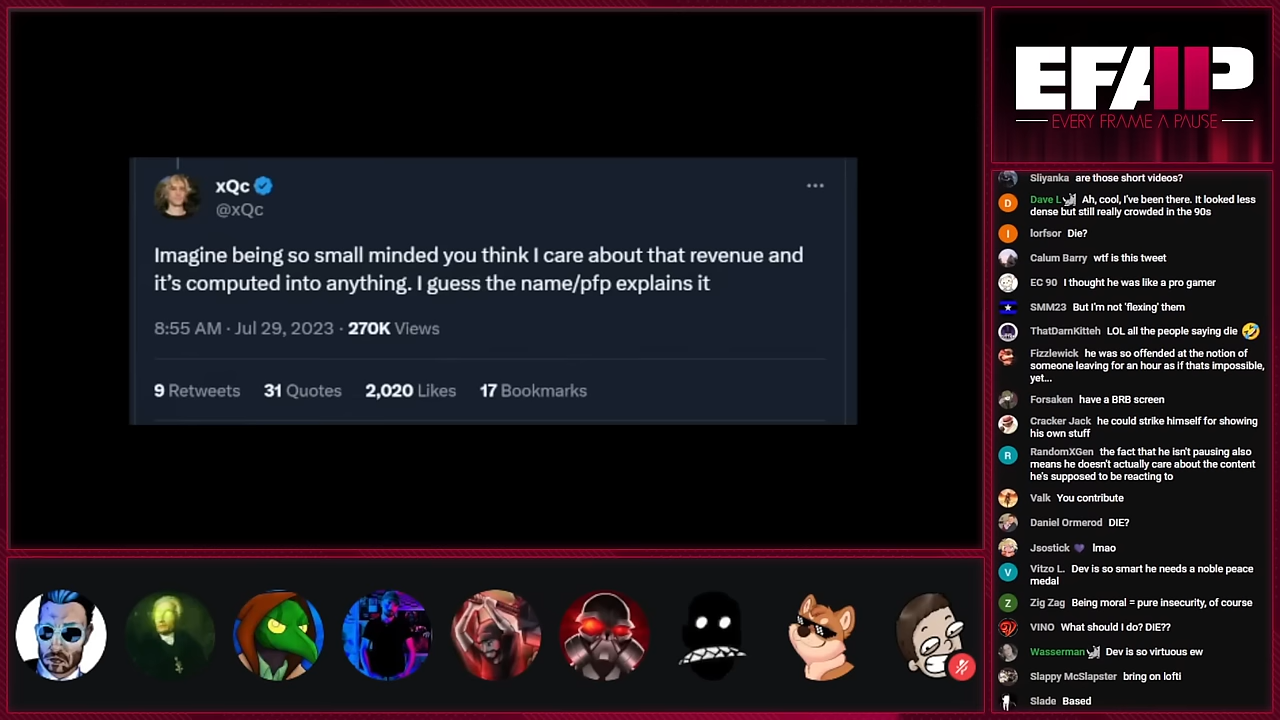 xQc
@xQc
Imagine being so small minded you think I care about that revenue and
it’s computed into anything. I guess the name/pfp explains it
8:55 AM · Jul 29, 2023 · 270K Views
9 Retweets 31 Quotes 2,020 Likes 17 Bookmarks
EFAP
EVERY FRAME A PAUSE
Sliyanka are those short videos?
D
Dave L Ah, cool, I've been there. It looked less
dense but still really crowded in the 90s
l
lorfsor Die?
Calum Barry wtf is this tweet
EC 90 I thought he was like a pro gamer
SMM23 But I'm not 'flexing' them
ThatDarnKitteh LOL all the people saying die 🤣
Fizzlewick he was so offended at the notion of
someone leaving for an hour as if thats impossible,
yet...
Forsaken have a BRB screen
Cracker Jack he could strike himself for showing
his own stuff
R
RandomXGen the fact that he isn't pausing also
means he doesn't actually care about the content
he's supposed to be reacting to
Valk You contribute
Daniel Ormerod DIE?
Jsostick 💜 lmao
V
Vitzo L. Dev is so smart he needs a noble peace
medal
Z
Zig Zag Being moral = pure insecurity, of course
VINO What should I do? DIE??
Wasserman Dev is so virtuous ew
Slappy McSlapster bring on lofti
Slade Based